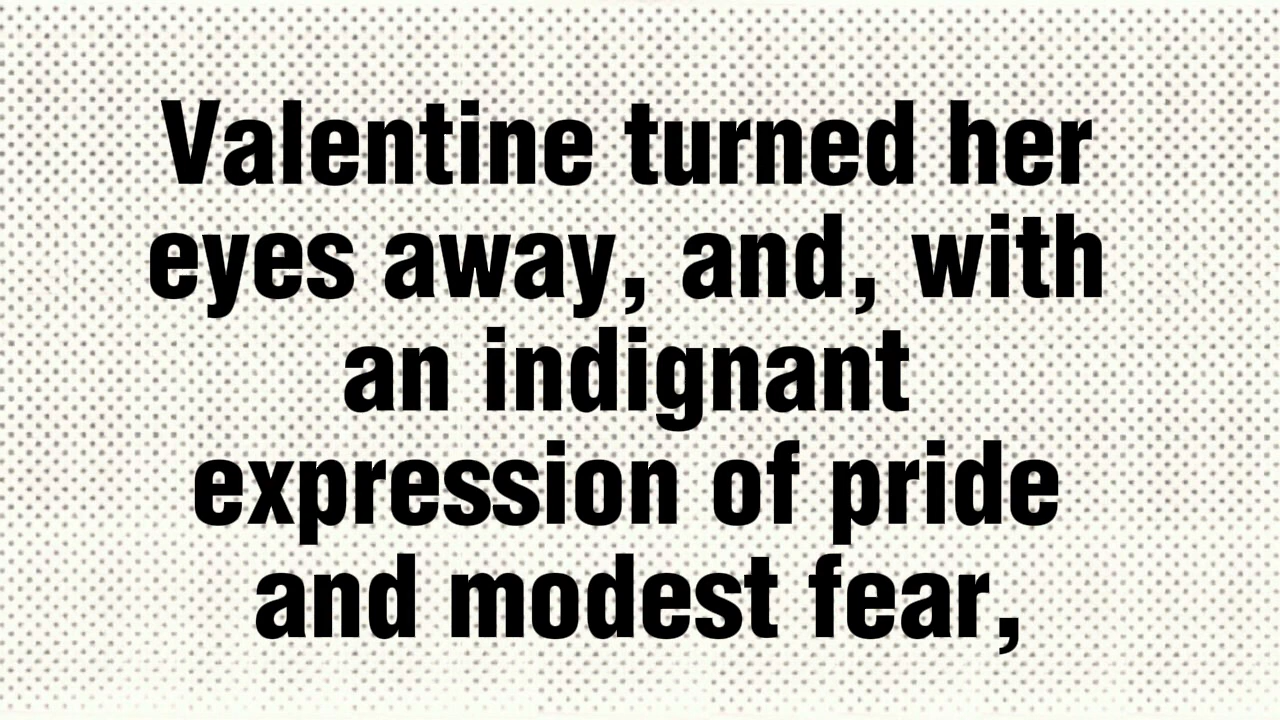 Valentine turned her
eyes away, and, with
an indignant
expression of pride
and modest fear,